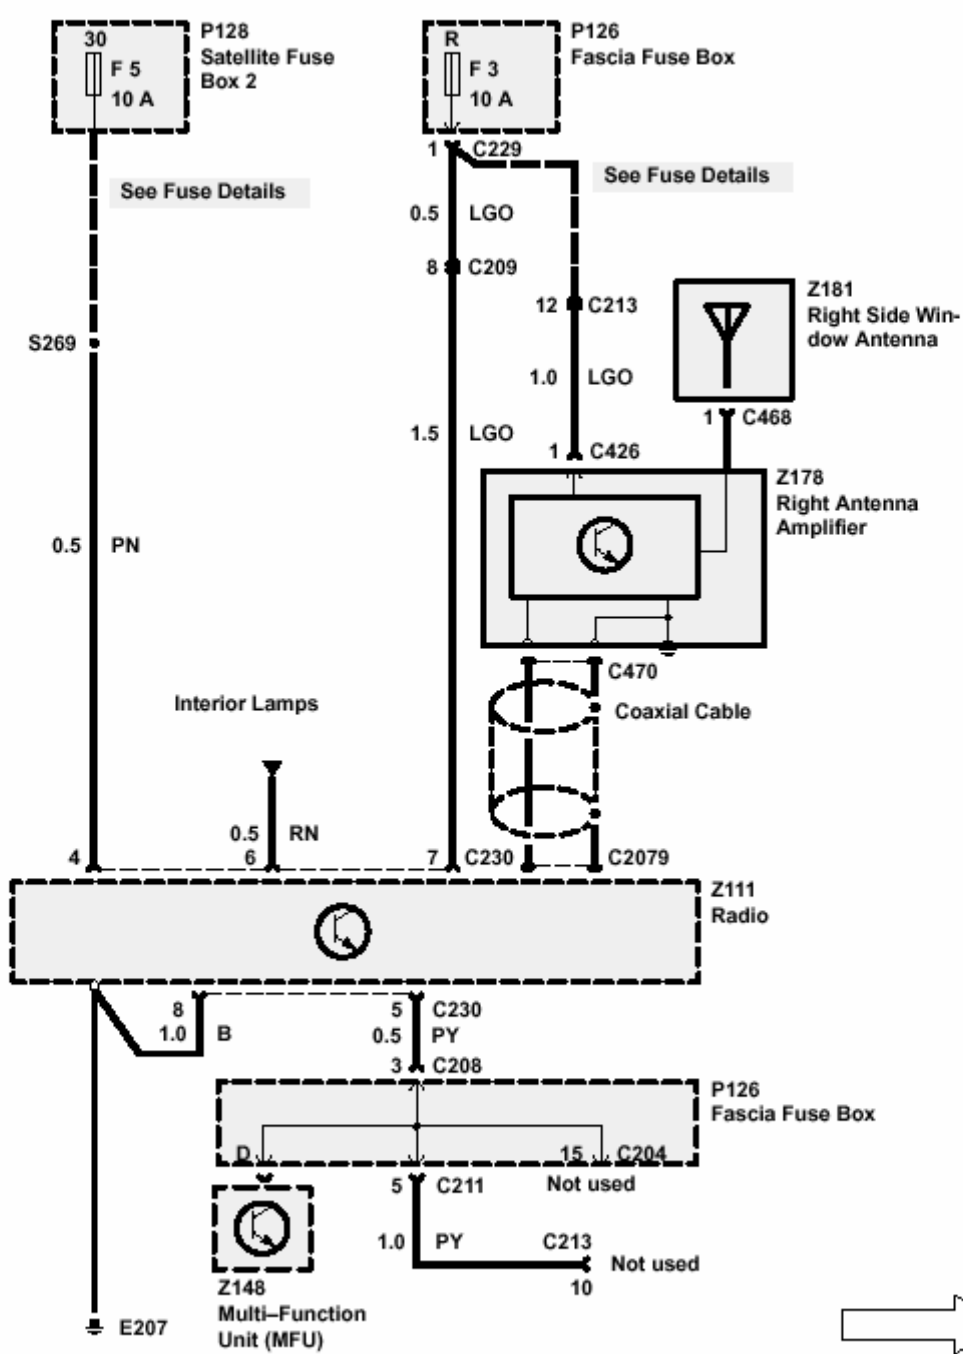 30
F 5
10 A
P128
Satellite Fuse
Box 2
R
F 3
10 A
P126
Fascia Fuse Box
1 C229
See Fuse Details
See Fuse Details
0.5 LGO
8 C209
12 C213
S269
Z181
Right Side Win-
dow Antenna
1.0 LGO
1 C468
1.5 LGO
1 C426
Z178
Right Antenna
Amplifier
0.5 PN
C470
Interior Lamps
Coaxial Cable
0.5 RN
4 6 7 C230 C2079
Z111
Radio
8 5 C230
1.0 B 0.5 PY
3 C208
P126
Fascia Fuse Box
D 15 C204
5 C211 Not used
1.0 PY C213
Not used
10
Z148
Multi–Function
Unit (MFU)
E207